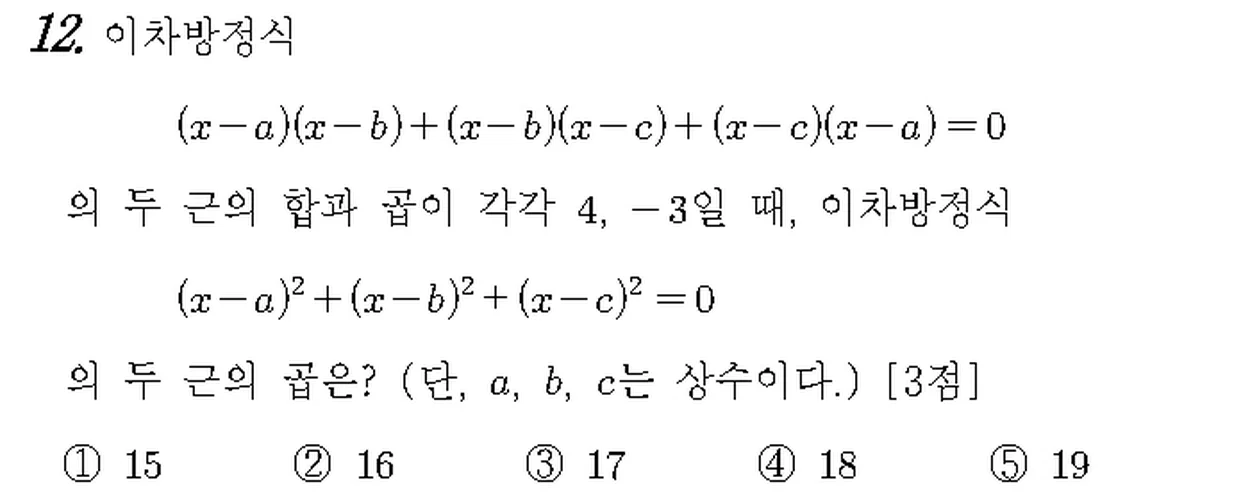 12. 이차방정식
(x−a)(x−b)+(x−b)(x−c)+(x−c)(x−a)=0
의 두 근의 합과 곱이 각각 4, −3일 때, 이차방정식
(x−a)²+(x−b)²+(x−c)²=0
의 두 근의 곱은? (단, a, b, c는 상수이다.) [3점]
① 15 ② 16 ③ 17 ④ 18 ⑤ 19